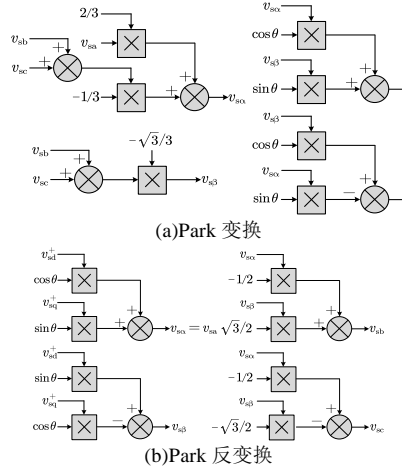 2/3
v_sa
v_sb
v_sc
-1/3
v_sα
v_sα
cosθ
v_sβ
sinθ
-√3/3
v_sb
v_sc
v_sβ
v_sβ
cosθ
v_sα
sinθ
(a)Park 变换
v_sd^+
cosθ
v_sq^+
sinθ
v_sα = v_sa
v_sα
-1/2
v_sβ
√3/2
v_sb
v_sd^+
sinθ
v_sq^+
cosθ
v_sβ
v_sα
-1/2
v_sβ
-√3/2
v_sc
(b)Park 反变换